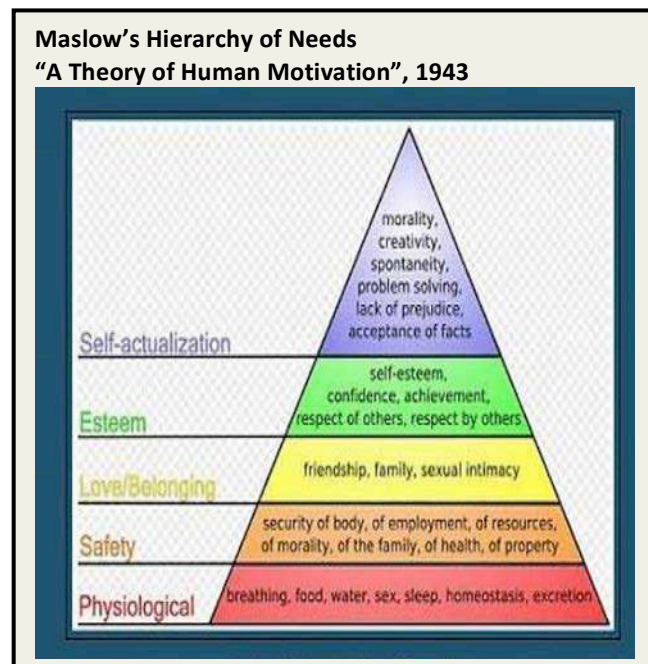 Maslow’s Hierarchy of Needs
“A Theory of Human Motivation”, 1943
morality,
creativity,
spontaneity,
problem solving,
lack of prejudice,
acceptance of facts
Self-actualization
self-esteem,
confidence, achievement,
respect of others, respect by others
Esteem
friendship, family, sexual intimacy
Love/Belonging
security of body, of employment, of resources,
of morality, of the family, of health, of property
Safety
breathing, food, water, sex, sleep, homeostasis, excretion
Physiological